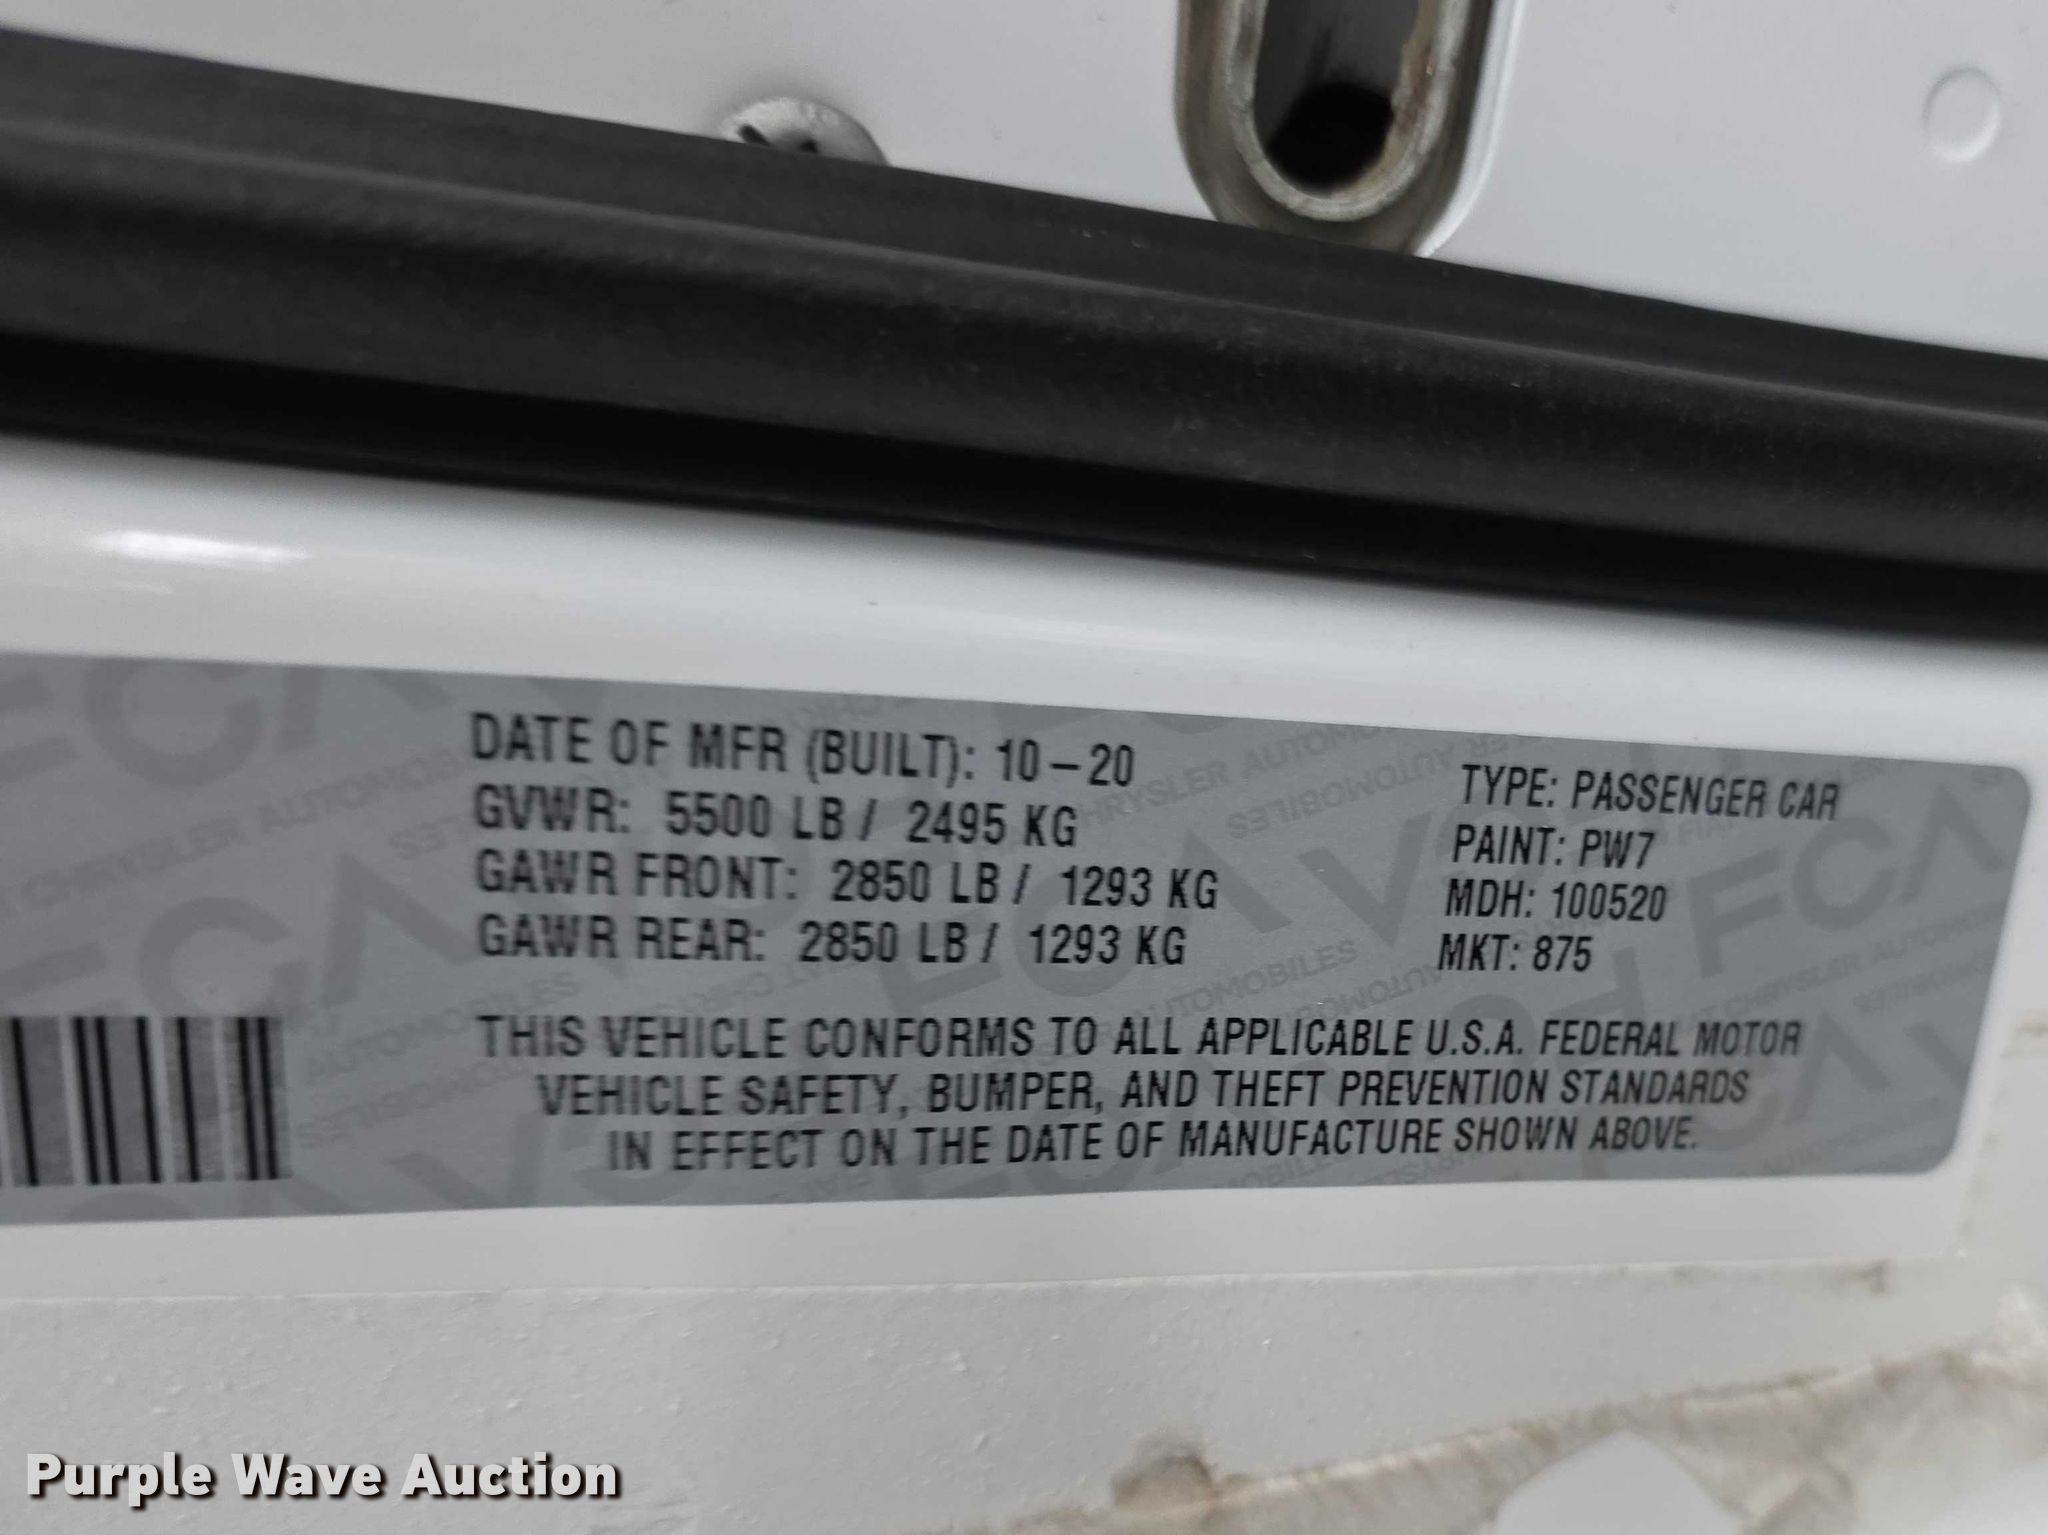 DATE OF MFR (BUILT): 10-20
GVWR: 5500 LB / 2495 KG
GAWR FRONT: 2850 LB / 1293 KG
GAWR REAR: 2850 LB / 1293 KG
TYPE: PASSENGER CAR
PAINT: PW7
MDH: 100520
MKT: 875
THIS VEHICLE CONFORMS TO ALL APPLICABLE U.S.A. FEDERAL MOTOR
VEHICLE SAFETY, BUMPER, AND THEFT PREVENTION STANDARDS
IN EFFECT ON THE DATE OF MANUFACTURE SHOWN ABOVE.
Purple Wave Auction